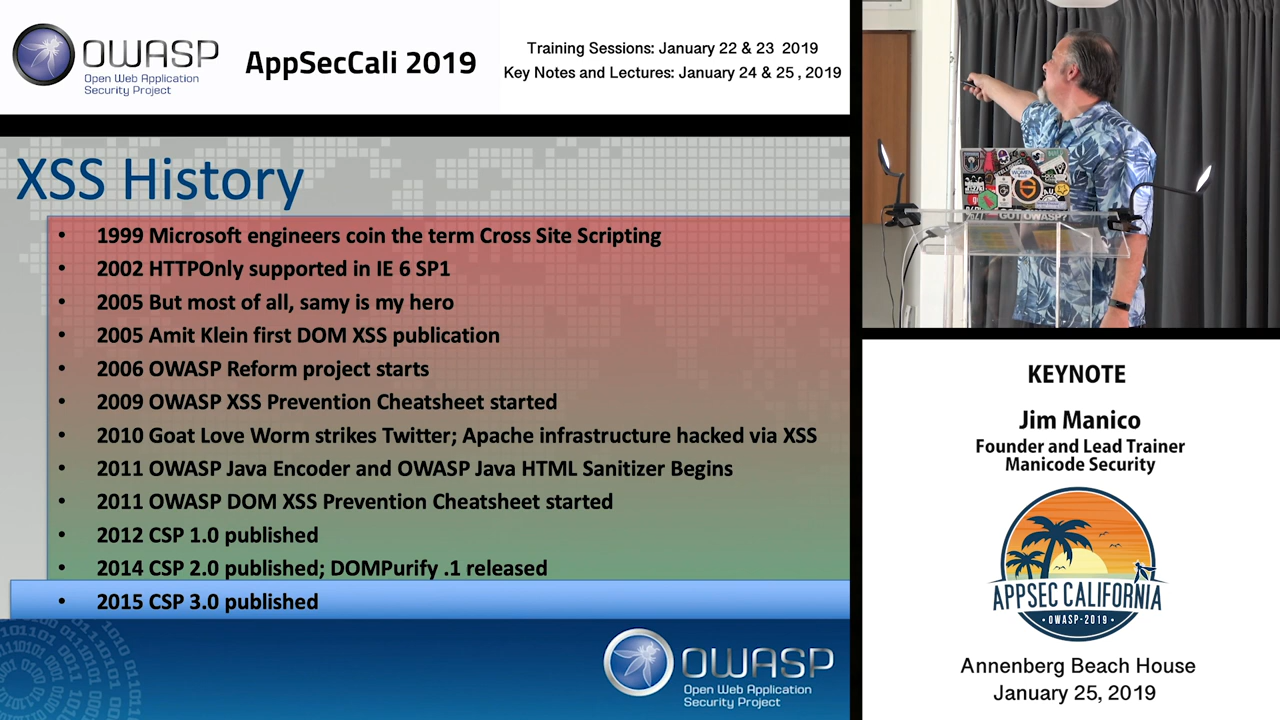 OWASP
Open Web Application
Security Project
AppSecCali 2019
Training Sessions: January 22 & 23 2019
Key Notes and Lectures: January 24 & 25 , 2019
XSS History
• 1999 Microsoft engineers coin the term Cross Site Scripting
• 2002 HTTPOnly supported in IE 6 SP1
• 2005 But most of all, samy is my hero
• 2005 Amit Klein first DOM XSS publication
• 2006 OWASP Reform project starts
• 2009 OWASP XSS Prevention Cheatsheet started
• 2010 Goat Love Worm strikes Twitter; Apache infrastructure hacked via XSS
• 2011 OWASP Java Encoder and OWASP Java HTML Sanitizer Begins
• 2011 OWASP DOM XSS Prevention Cheatsheet started
• 2012 CSP 1.0 published
• 2014 CSP 2.0 published; DOMPurify .1 released
• 2015 CSP 3.0 published
OWASP
Open Web Application
Security Project
WOMEN
GOT OWASP?
KEYNOTE
Jim Manico
Founder and Lead Trainer
Manicode Security
APPSEC CALIFORNIA
• OWASP-2019 •
Annenberg Beach House
January 25, 2019